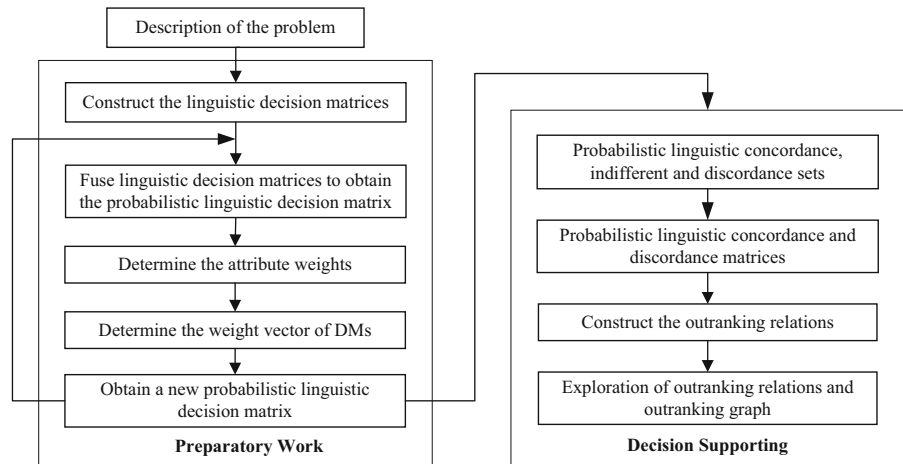 Description of the problem
Construct the linguistic decision matrices
Fuse linguistic decision matrices to obtain
the probabilistic linguistic decision matrix
Determine the attribute weights
Determine the weight vector of DMs
Obtain a new probabilistic linguistic
decision matrix
Preparatory Work
Probabilistic linguistic concordance,
indifferent and discordance sets
Probabilistic linguistic concordance and
discordance matrices
Construct the outranking relations
Exploration of outranking relations and
outranking graph
Decision Supporting